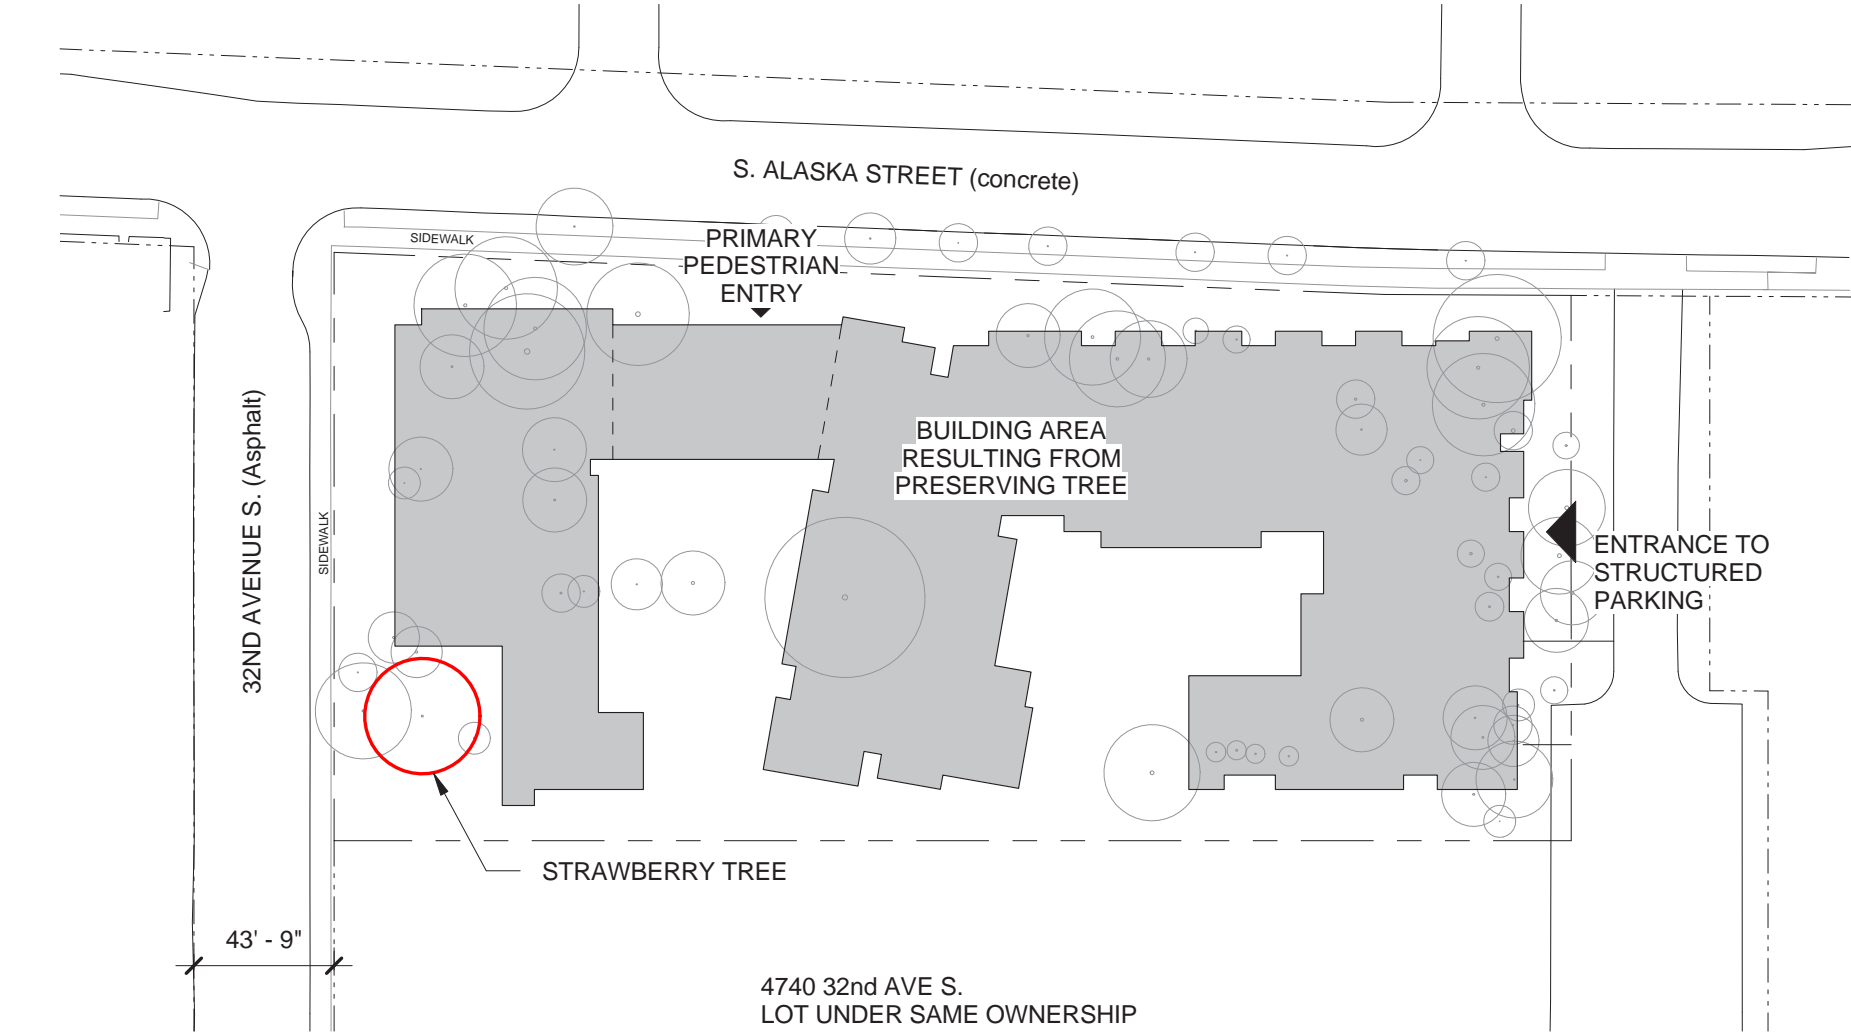 S. ALASKA STREET (concrete)
SIDEWALK
PRIMARY
PEDESTRIAN
ENTRY
32ND AVENUE S. (Asphalt)
SIDEWALK
BUILDING AREA
RESULTING FROM
PRESERVING TREE
ENTRANCE TO
STRUCTURED
PARKING
STRAWBERRY TREE
43' - 9"
4740 32nd AVE S.
LOT UNDER SAME OWNERSHIP